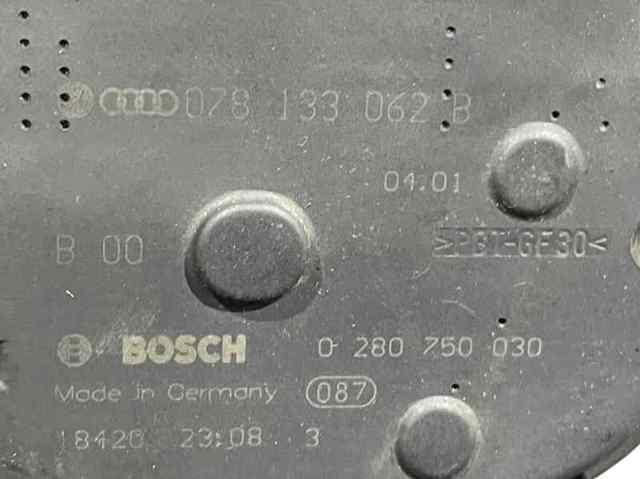 078 133 062 B
04.01
>PBT-GF30<
B 00
BOSCH 0 280 750 030
Made in Germany 087
18420 23:08 3